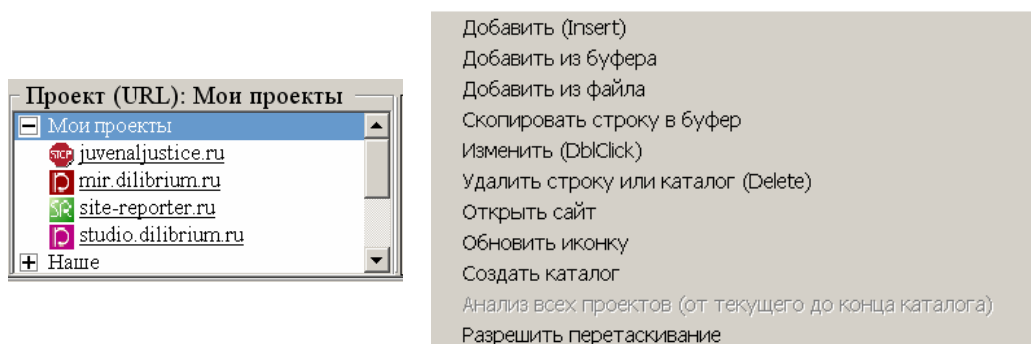 Проект (URL): Мои проекты
Мои проекты
STOP juvenaljustice.ru
mir.dilibrium.ru
SR site-reporter.ru
studio.dilibrium.ru
Наше
Добавить (Insert)
Добавить из буфера
Добавить из файла
Скопировать строку в буфер
Изменить (DblClick)
Удалить строку или каталог (Delete)
Открыть сайт
Обновить иконку
Создать каталог
Анализ всех проектов (от текущего до конца каталога)
Разрешить перетаскивание